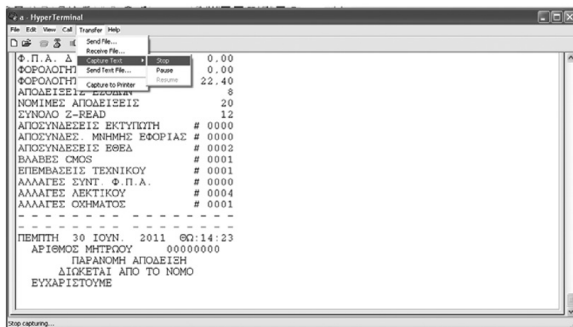 a - HyperTerminal
File Edit View Call Transfer Help
Send File...
Receive File...
Capture Text
Send Text File...
Capture to Printer
Stop
Pause
Resume
Φ.Π.Α. Δ 0.00
ΦΟΡΟΛΟΓΗΤ 0.00
ΦΟΡΟΛΟΓΗ 22.40
ΑΠΟΔΕΙΞΕΙΣ ΕΣΟΔΩΝ 8
ΝΟΜΙΜΕΣ ΑΠΟΔΕΙΞΕΙΣ 20
ΣΥΝΟΛΟ Z-READ 12
ΑΠΟΣΥΝΔΕΣΕΙΣ ΕΚΤΥΠΩΤΗ # 0000
ΑΠΟΣΥΝΔΕΣ. ΜΝΗΜΗΣ ΕΦΟΡΙΑΣ # 0000
ΑΠΟΣΥΝΔΕΣΕΙΣ ΕΘΕΔ # 0002
ΒΛΑΒΕΣ CMOS # 0001
ΕΠΕΜΒΑΣΕΙΣ ΤΕΧΝΙΚΟΥ # 0001
ΑΛΛΑΓΕΣ ΣΥΝΤ. Φ.Π.Α. # 0000
ΑΛΛΑΓΕΣ ΛΕΚΤΙΚΟΥ # 0004
ΑΛΛΑΓΕΣ ΟΧΗΜΑΤΟΣ # 0001
- - - - - - - - - - - - - - -
- - - - - - - - - - - - - - -
ΠΕΜΠΤΗ 30 ΙΟΥΝ. 2011 ΘΩ:14:23
ΑΡΙΘΜΟΣ ΜΗΤΡΩΟΥ 00000000
ΠΑΡΑΝΟΜΗ ΑΠΟΔΕΙΞΗ
ΔΙΩΚΕΤΑΙ ΑΠΟ ΤΟ ΝΟΜΟ
ΕΥΧΑΡΙΣΤΟΥΜΕ
Stop capturing...